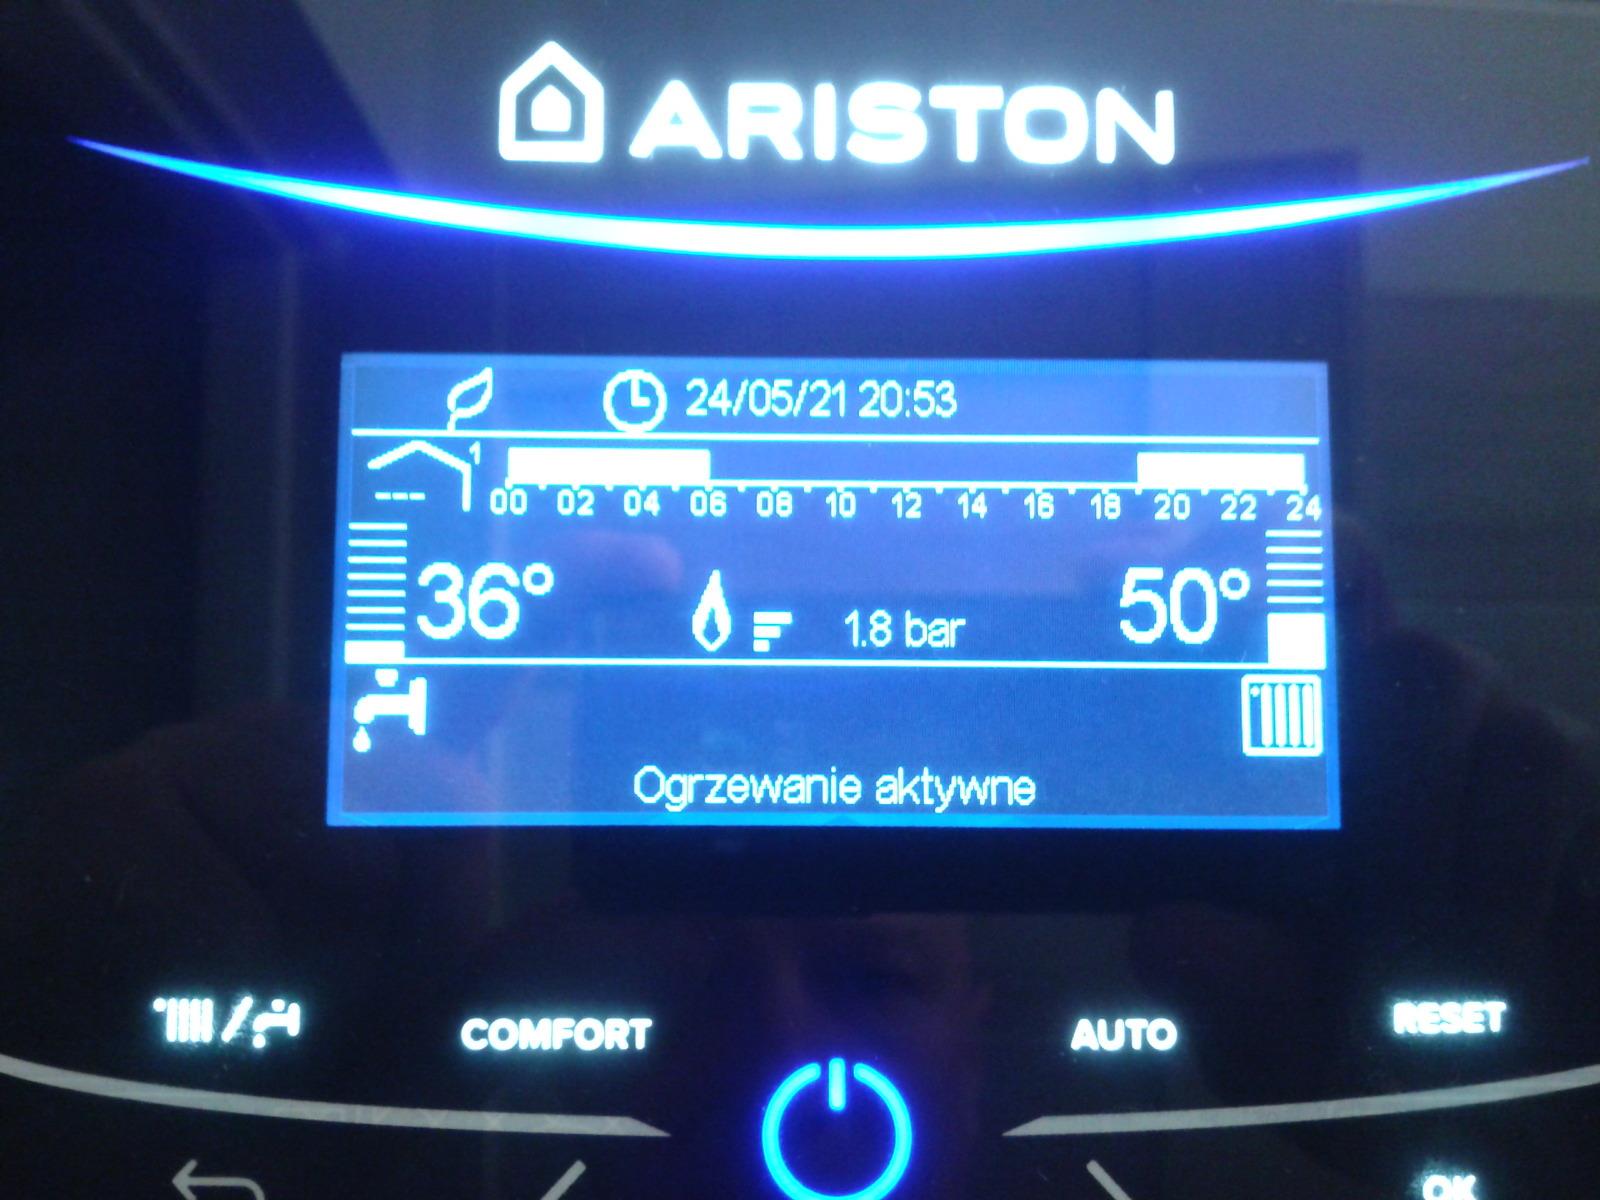 ARISTON
24/05/21 20:53
1
00 02 04 06 08 10 12 14 16 18 20 22 24
---
36° 1.8 bar 50°
Ogrzewanie aktywne
COMFORT AUTO RESET
OK